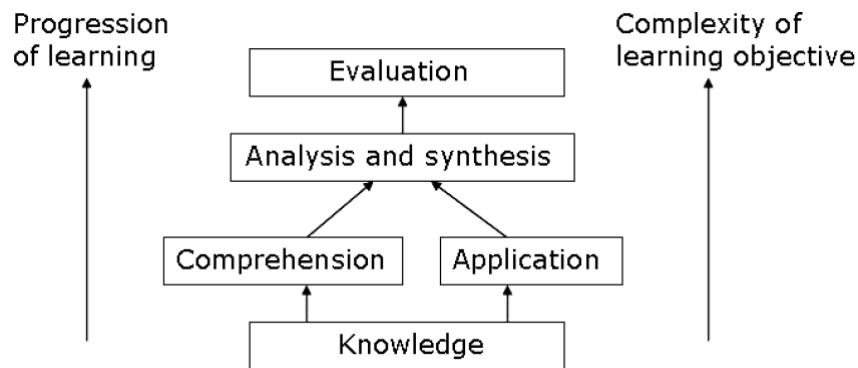 Progression
of learning
Complexity of
learning objective
Evaluation
Analysis and synthesis
Comprehension
Application
Knowledge